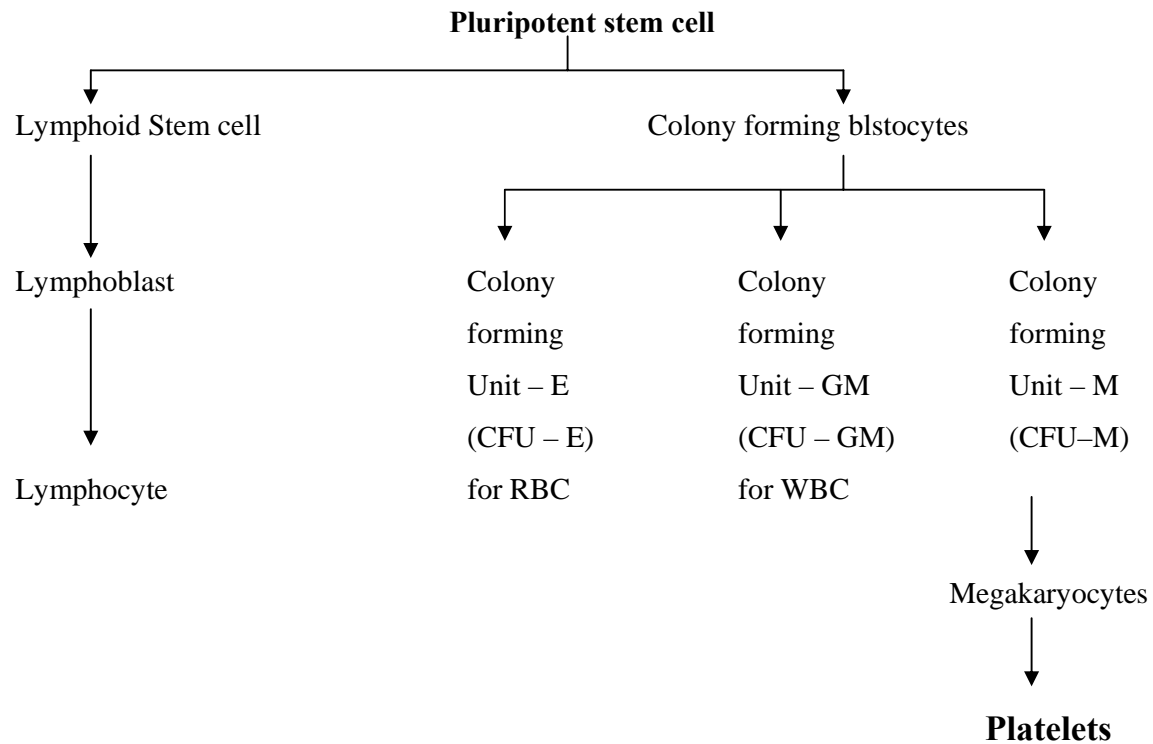 Pluripotent stem cell
Lymphoid Stem cell
Colony forming blstocytes
Lymphoblast
Lymphocyte
Colony
forming
Unit – E
(CFU – E)
for RBC
Colony
forming
Unit – GM
(CFU – GM)
for WBC
Colony
forming
Unit – M
(CFU–M)
Megakaryocytes
Platelets